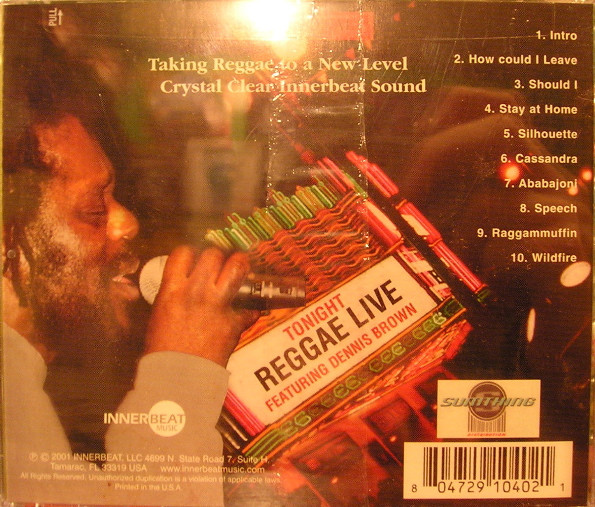 PULL
Taking Reggae to a New Level
Crystal Clear Innerbeat Sound
1. Intro
2. How could I Leave
3. Should I
4. Stay at Home
5. Silhouette
6. Cassandra
7. Ababajoni
8. Speech
9. Raggammuffin
10. Wildfire
TONIGHT
REGGAE LIVE
FEATURING DENNIS BROWN
INNERBEAT
MUSIC
SUMTHING
DISTRIBUTION
℗ © 2001 INNERBEAT, LLC 4699 N. State Road 7, Suite H,
Tamarac, FL 33319 USA www.innerbeatmusic.com
All Rights Reserved. Unauthorized duplication is a violation of applicable laws.
Printed in the U.S.A.
8 04729 10402 1